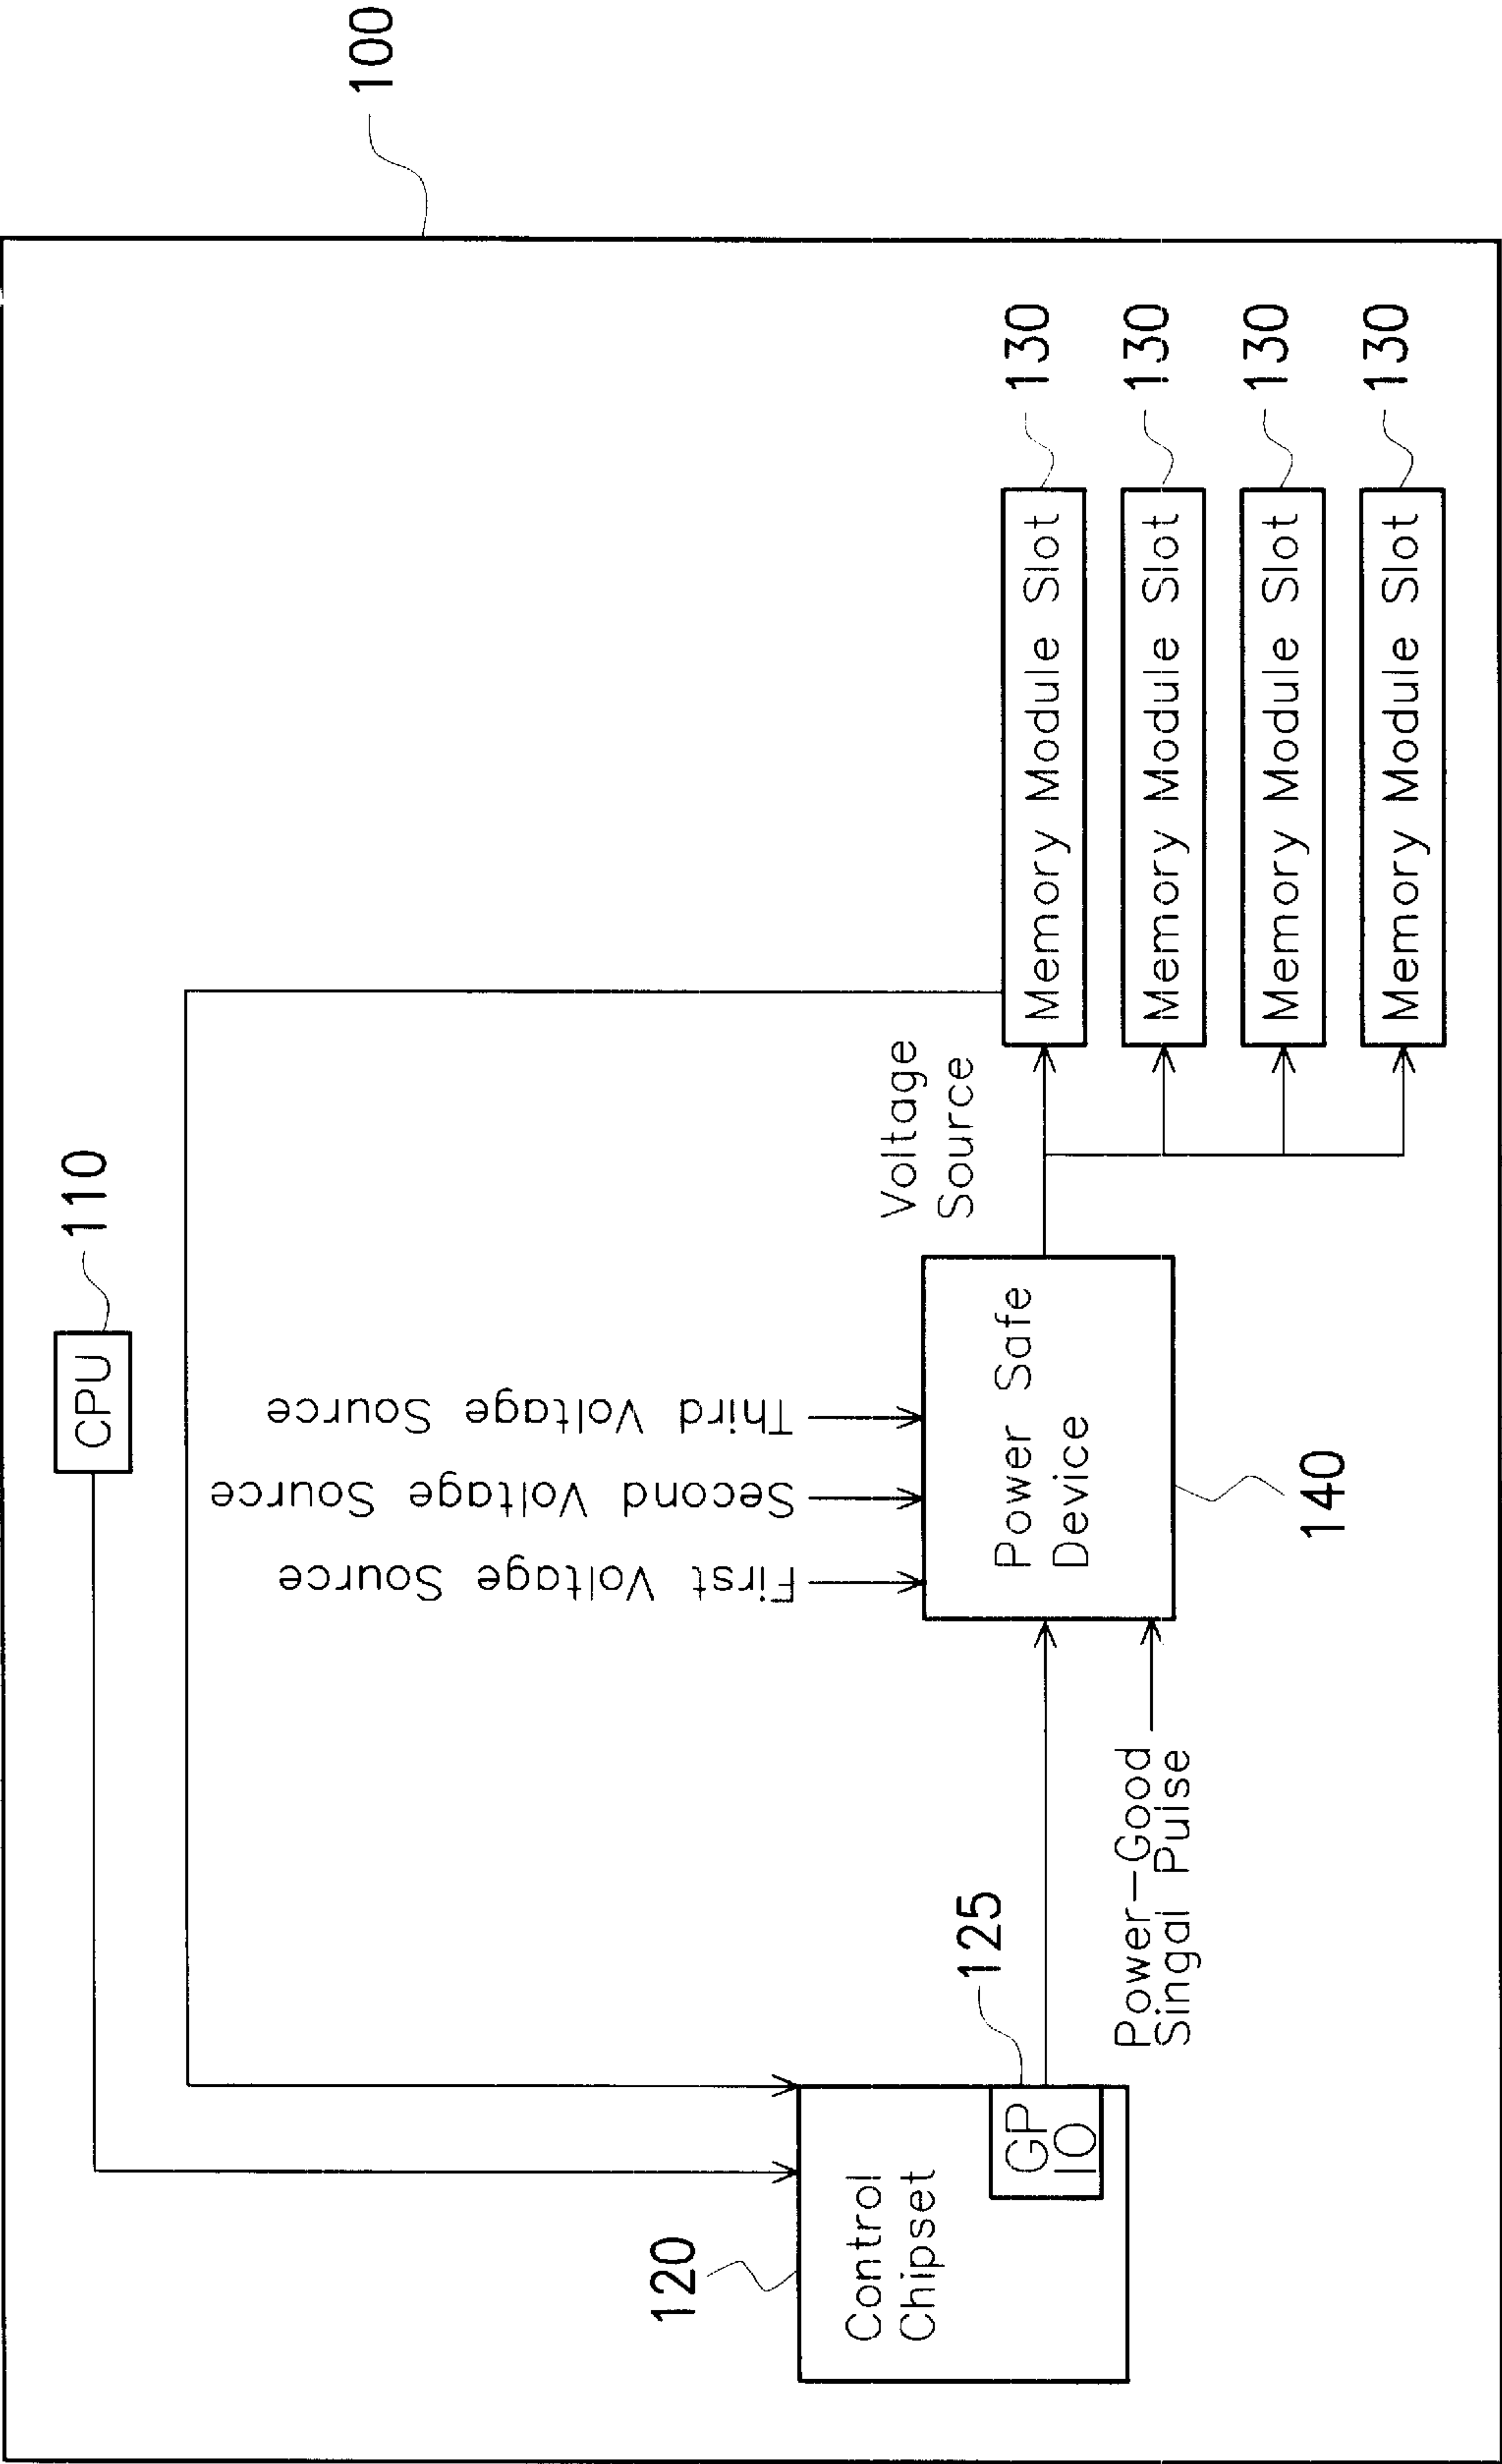 CPU
110
100
120
Control
Chipset
GP
IO
125
First Voltage Source
Second Voltage Source
Third Voltage Source
Power Safe
Device
140
Power-Good
Singal Pulse
Voltage
Source
Memory Module Slot
130
Memory Module Slot
130
Memory Module Slot
130
Memory Module Slot
130